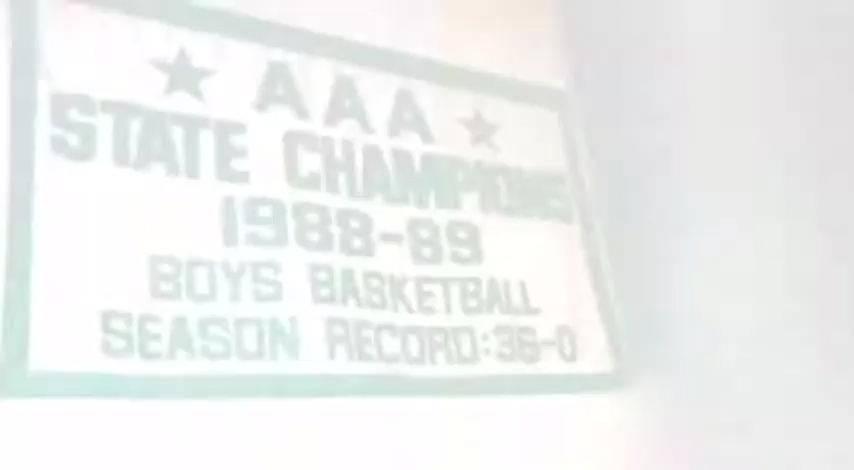 ★ AAA ★
STATE CHAMPIONS
1988-89
BOYS BASKETBALL
SEASON RECORD:36-0